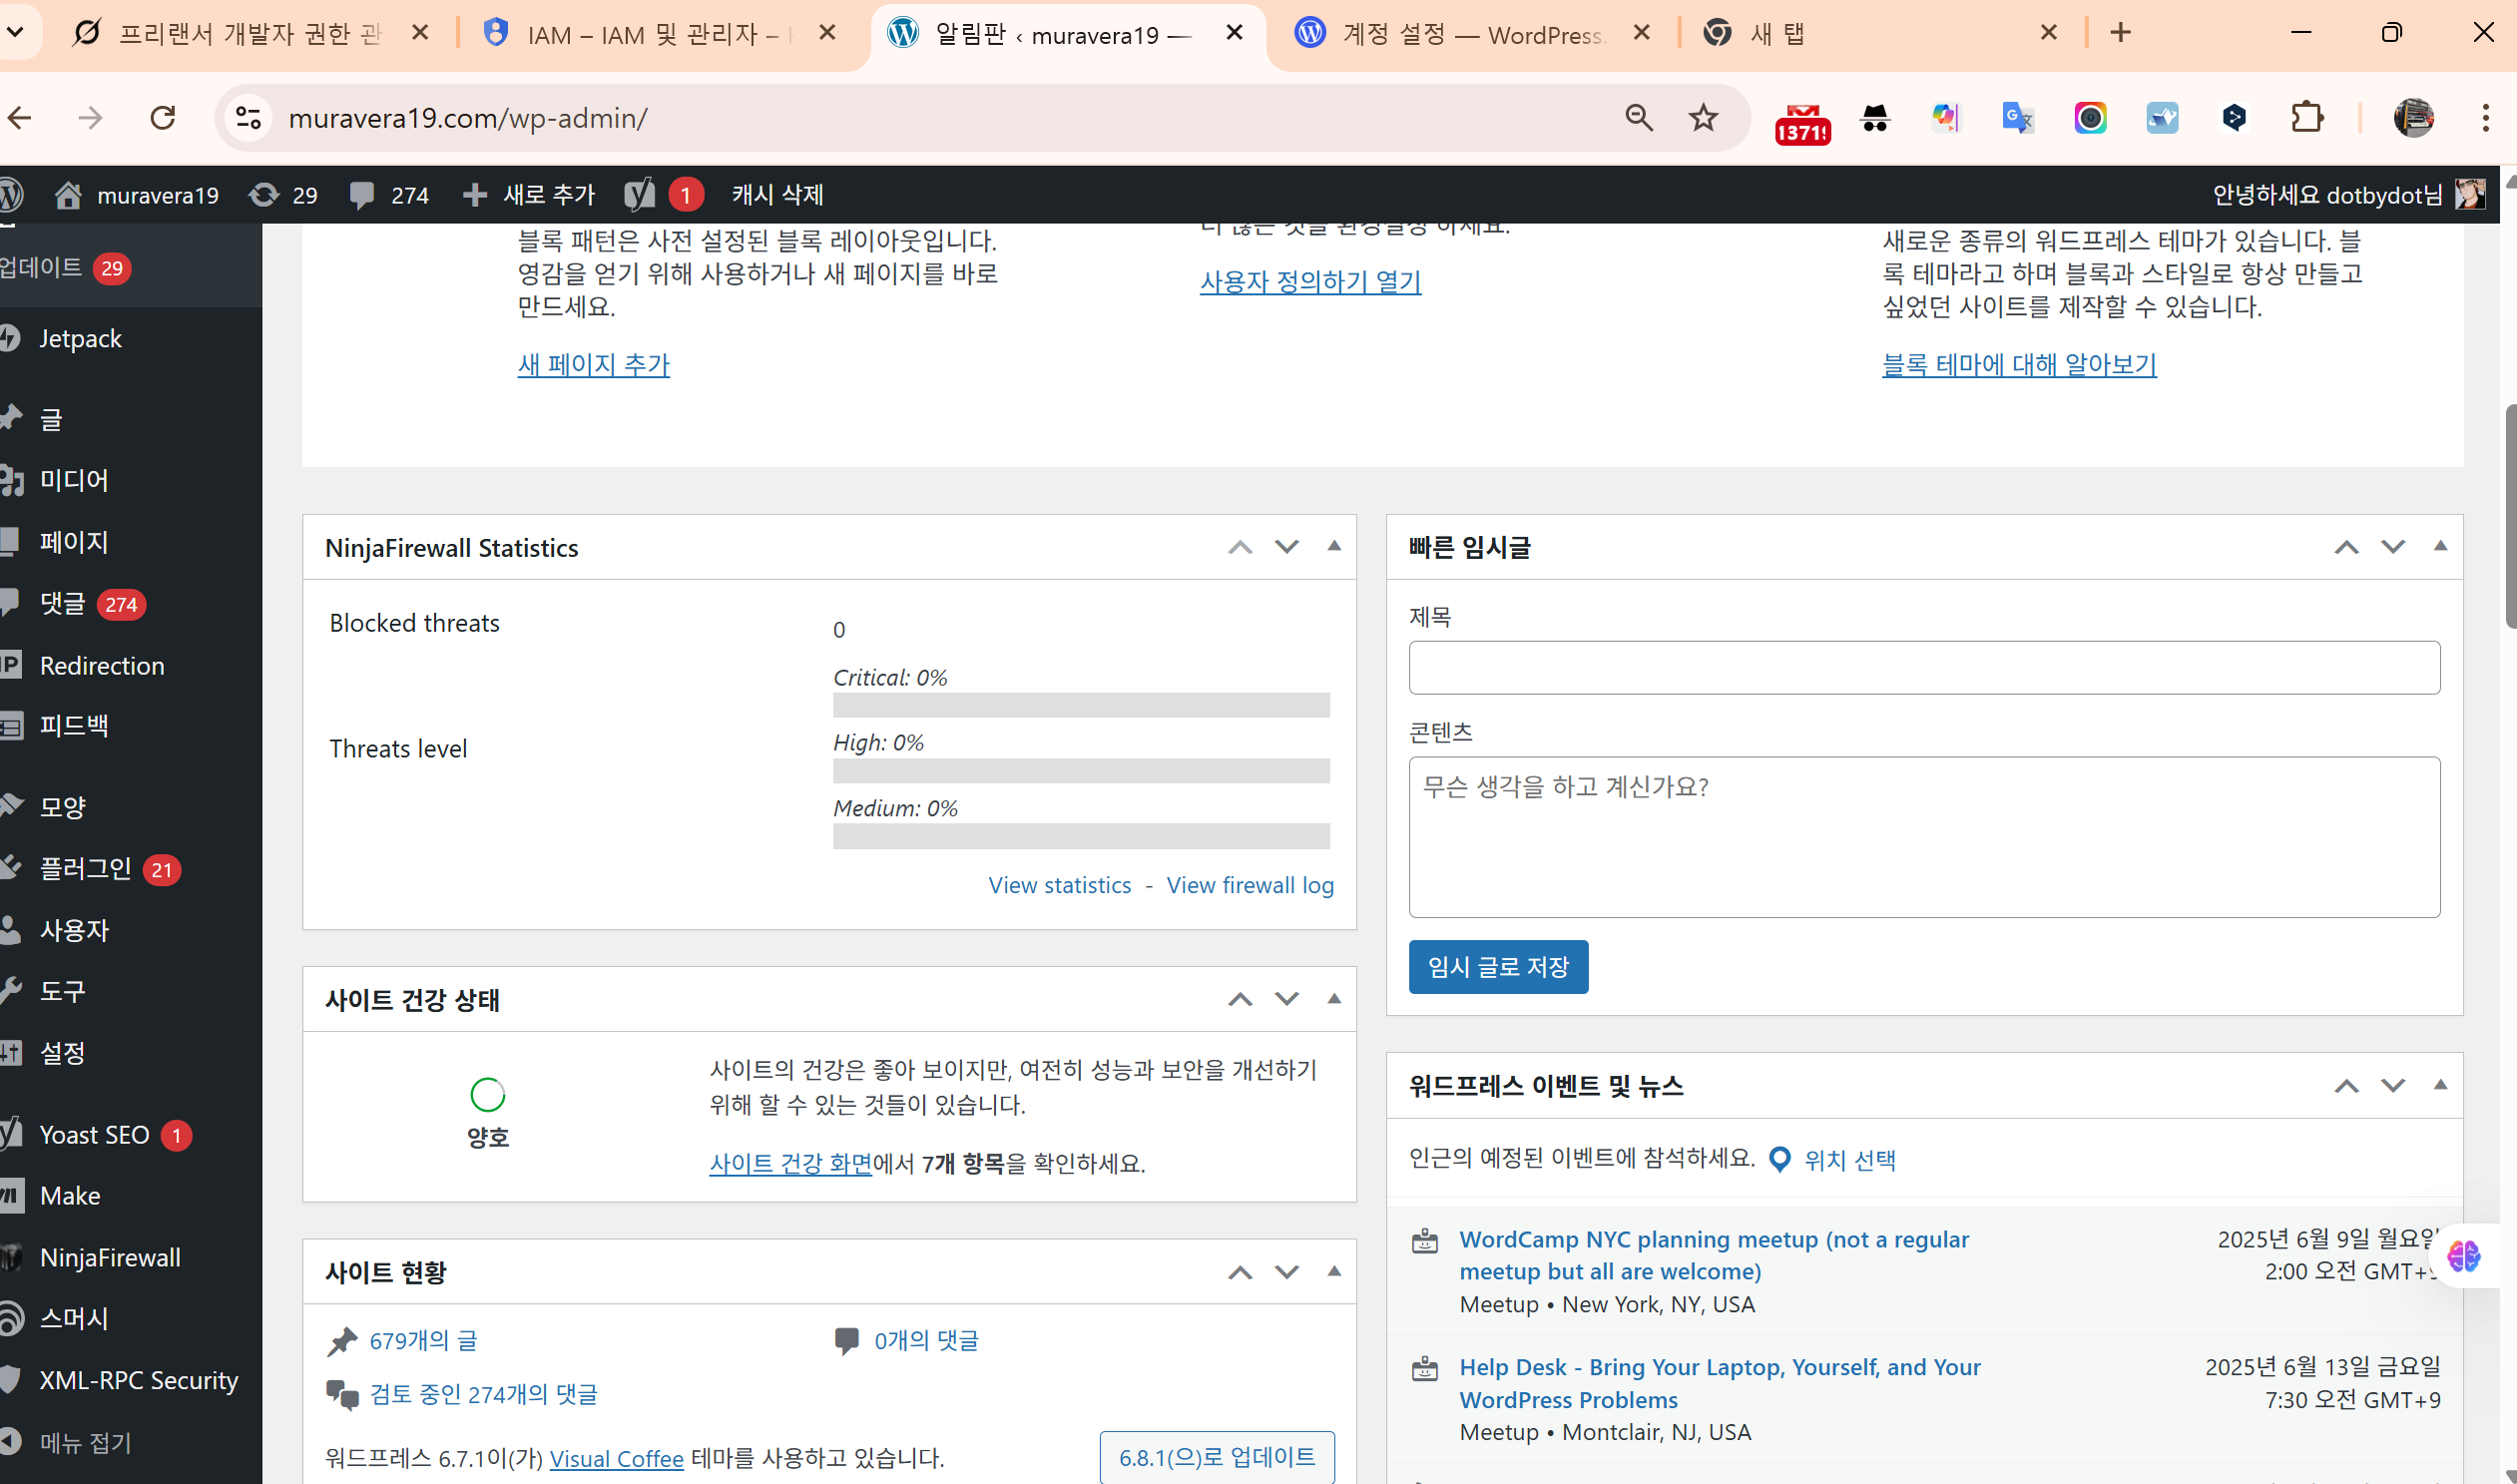 프리랜서 개발자 권한 관
IAM – IAM 및 관리자 –
알림판 ‹ muravera19 —
계정 설정 — WordPress.
새 탭
muravera19.com/wp-admin/
muravera19
29
274
새로 추가
1
캐시 삭제
안녕하세요 dotbydot님
업데이트 29
Jetpack
글
미디어
페이지
댓글 274
Redirection
피드백
모양
플러그인 21
사용자
도구
설정
Yoast SEO 1
Make
NinjaFirewall
스머시
XML-RPC Security
메뉴 접기
블록 패턴은 사전 설정된 블록 레이아웃입니다.
영감을 얻기 위해 사용하거나 새 페이지를 바로
만드세요.
새 페이지 추가
더 많은 것을 환경설정 하세요.
사용자 정의하기 열기
새로운 종류의 워드프레스 테마가 있습니다. 블
록 테마라고 하며 블록과 스타일로 항상 만들고
싶었던 사이트를 제작할 수 있습니다.
블록 테마에 대해 알아보기
NinjaFirewall Statistics
Blocked threats
0
Threats level
Critical: 0%
High: 0%
Medium: 0%
View statistics - View firewall log
사이트 건강 상태
양호
사이트의 건강은 좋아 보이지만, 여전히 성능과 보안을 개선하기
위해 할 수 있는 것들이 있습니다.
사이트 건강 화면에서 7개 항목을 확인하세요.
사이트 현황
679개의 글
0개의 댓글
검토 중인 274개의 댓글
워드프레스 6.7.1이(가) Visual Coffee 테마를 사용하고 있습니다.
6.8.1(으)로 업데이트
빠른 임시글
제목
콘텐츠
무슨 생각을 하고 계신가요?
임시 글로 저장
워드프레스 이벤트 및 뉴스
인근의 예정된 이벤트에 참석하세요. 위치 선택
WordCamp NYC planning meetup (not a regular
meetup but all are welcome)
Meetup • New York, NY, USA
2025년 6월 9일 월요일
2:00 오전 GMT+9
Help Desk - Bring Your Laptop, Yourself, and Your
WordPress Problems
Meetup • Montclair, NJ, USA
2025년 6월 13일 금요일
7:30 오전 GMT+9